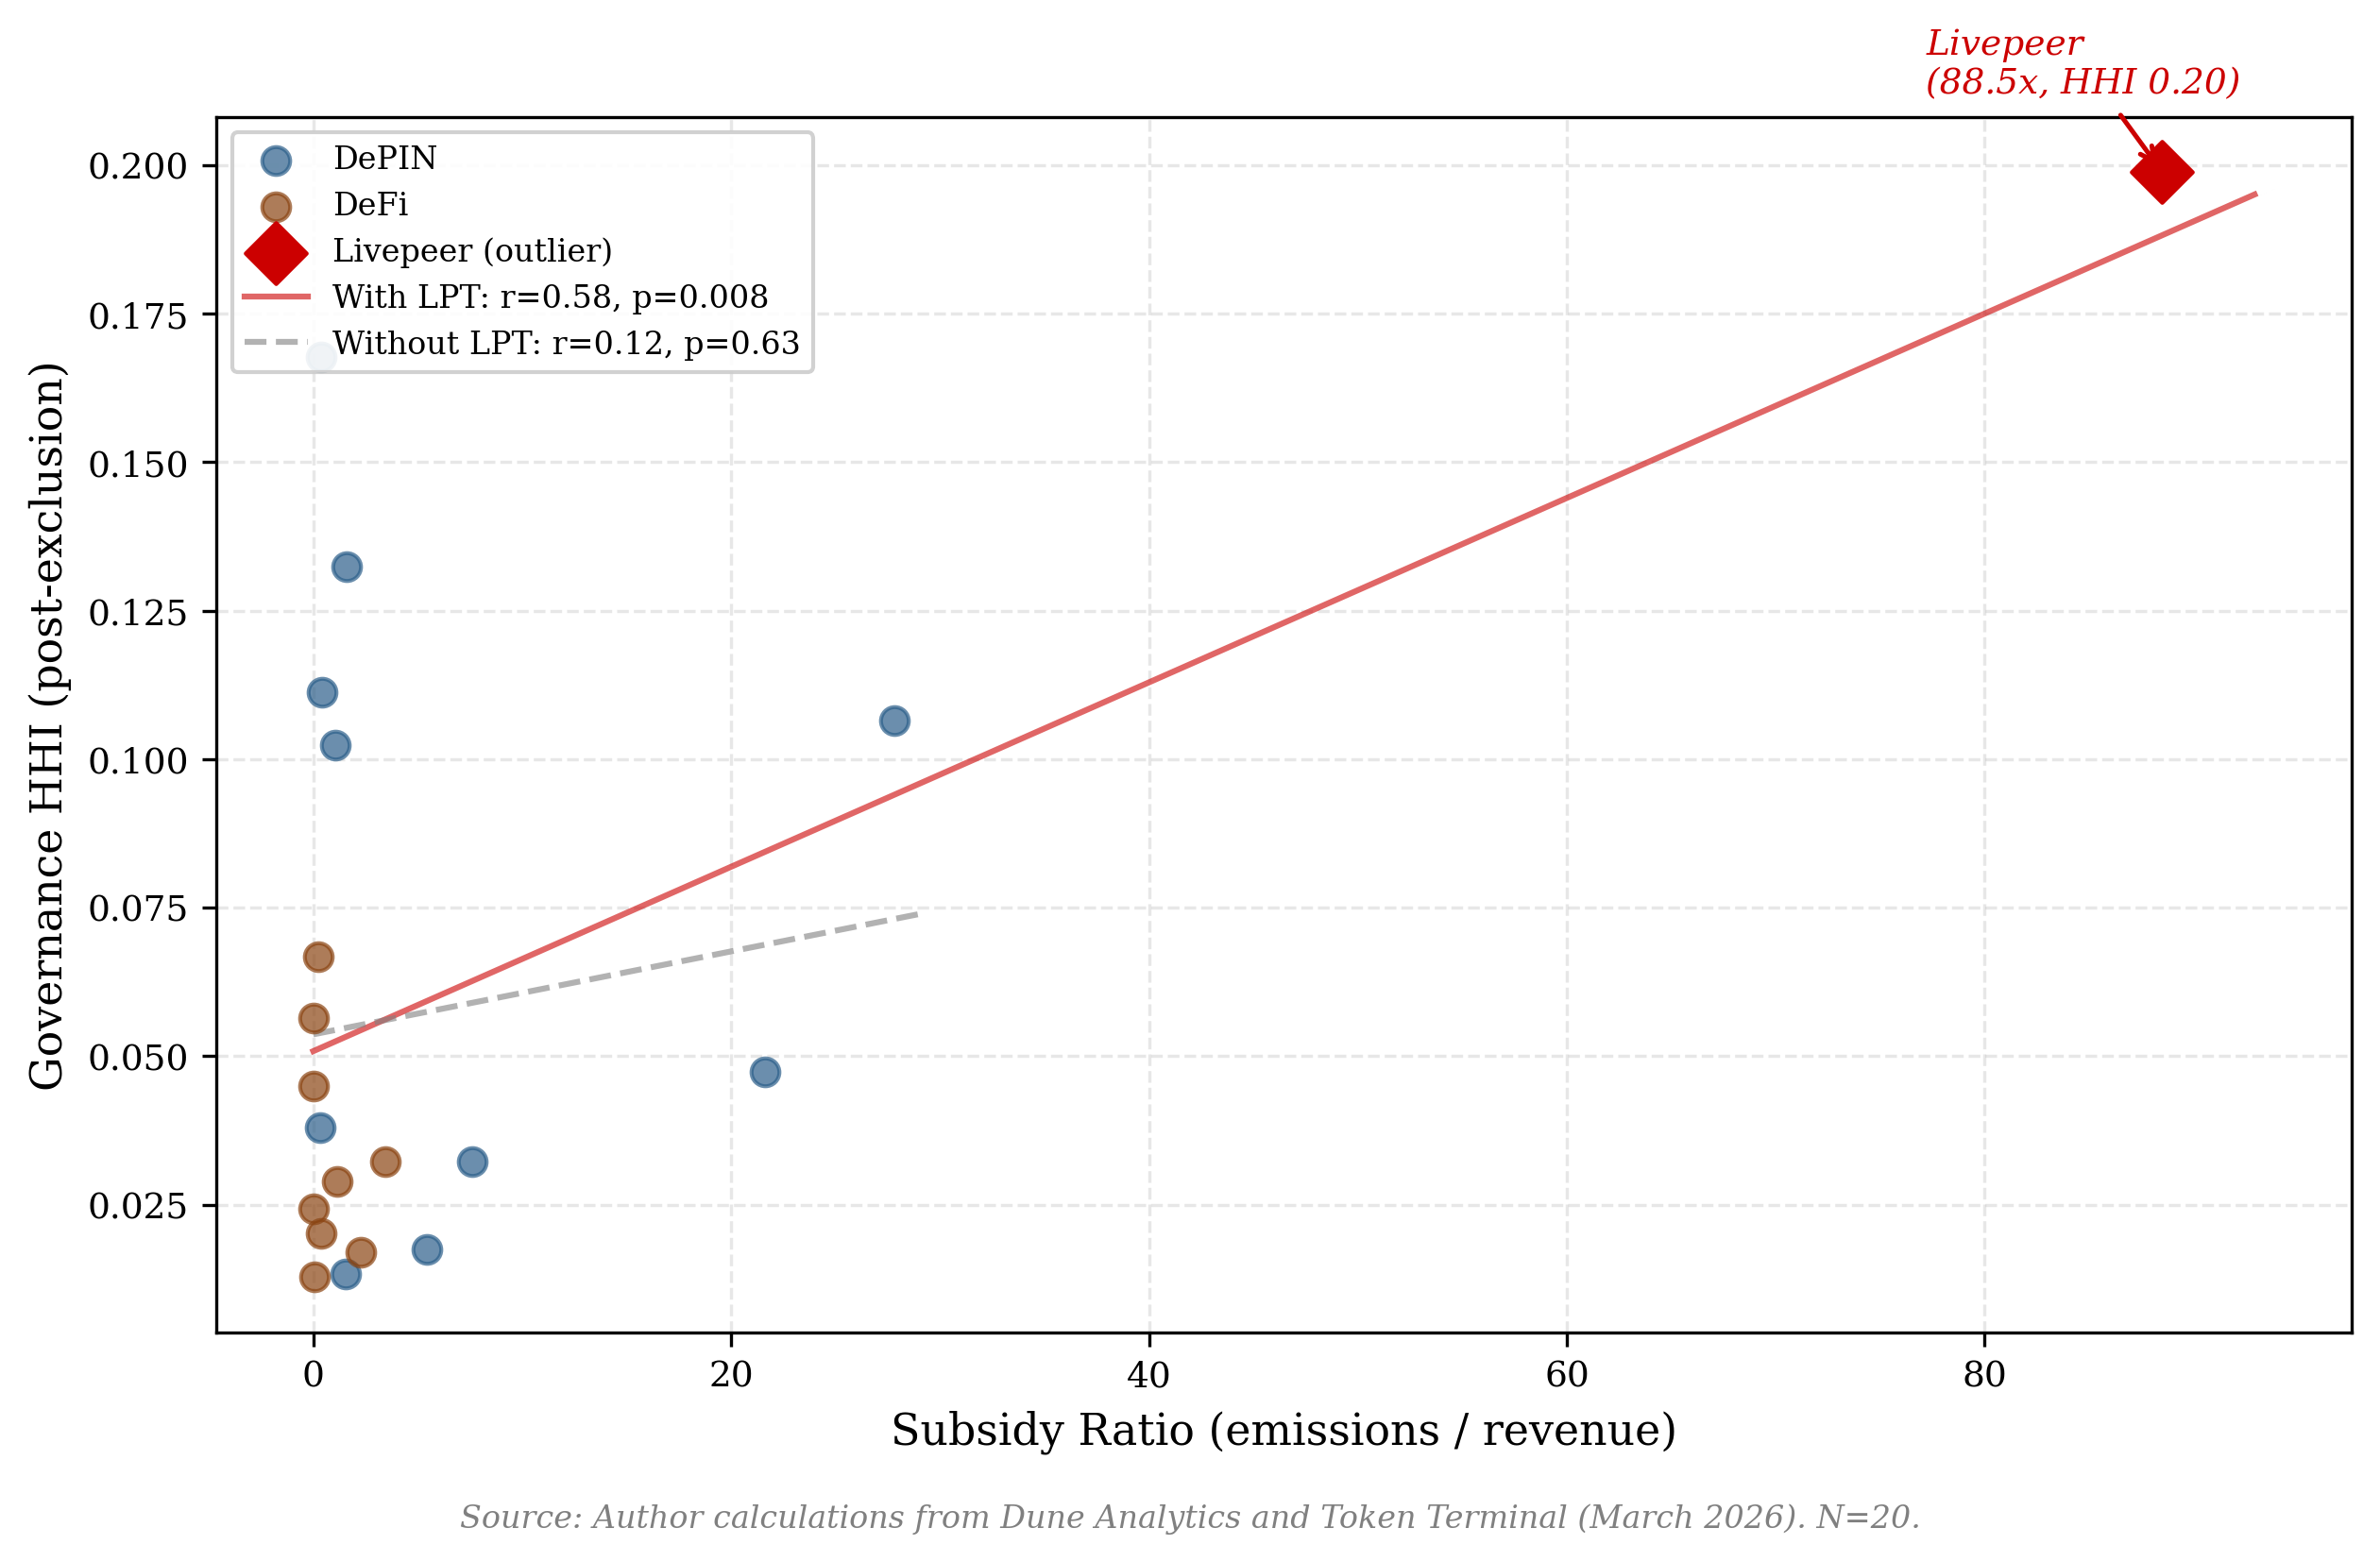 Livepeer
(88.5x, HHI 0.20)
DePIN
DeFi
Livepeer (outlier)
With LPT: r=0.58, p=0.008
Without LPT: r=0.12, p=0.63
Governance HHI (post-exclusion)
0.200
0.175
0.150
0.125
0.100
0.075
0.050
0.025
0
20
40
60
80
Subsidy Ratio (emissions / revenue)
Source: Author calculations from Dune Analytics and Token Terminal (March 2026). N=20.